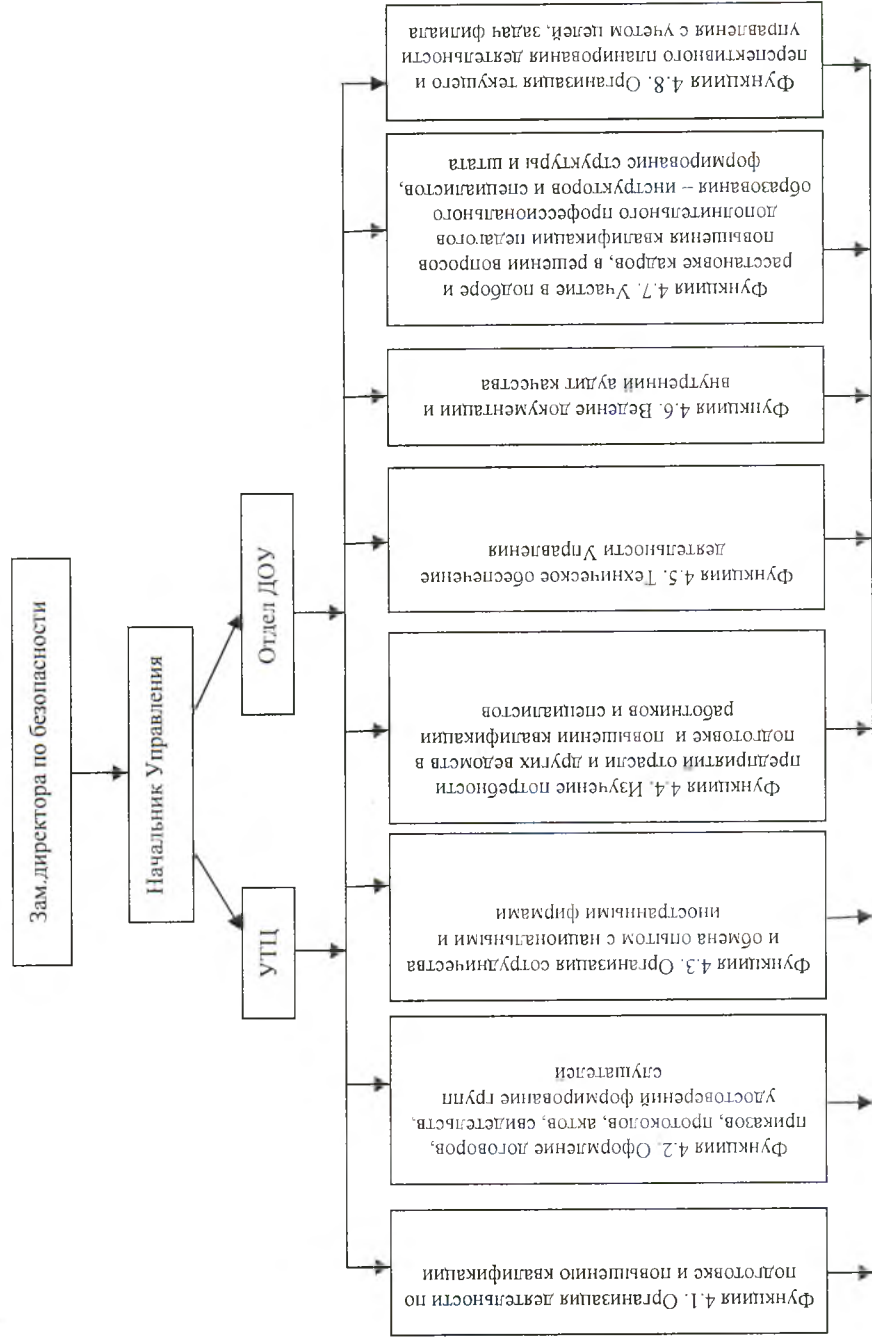 Зам.директора по безопасности
Начальник Управления
УТЦ
Отдел ДОУ
Функция 4.1. Организация деятельности по
подготовке и повышению квалификации
Функция 4.2. Оформление договоров,
приказов, протоколов, актов, свидетельств,
удостоверений формирование групп
слушателей
Функция 4.3. Организация сотрудничества
и обмена опытом с национальными и
иностранными фирмами
Функция 4.4. Изучение потребности
предприятий отрасли и других ведомств в
подготовке и повышении квалификации
работников и специалистов
Функция 4.5. Техническое обеспечение
деятельности Управления
Функция 4.6. Ведение документации и
внутренний аудит качества
Функция 4.7. Участие в подборе и
расстановке кадров, в решении вопросов
повышения квалификации педагогов
дополнительного профессионального
образования – инструкторов и специалистов,
формирование структуры и штата
Функция 4.8. Организация текущего и
перспективного планирования деятельности
управления с учетом целей, задач филиала